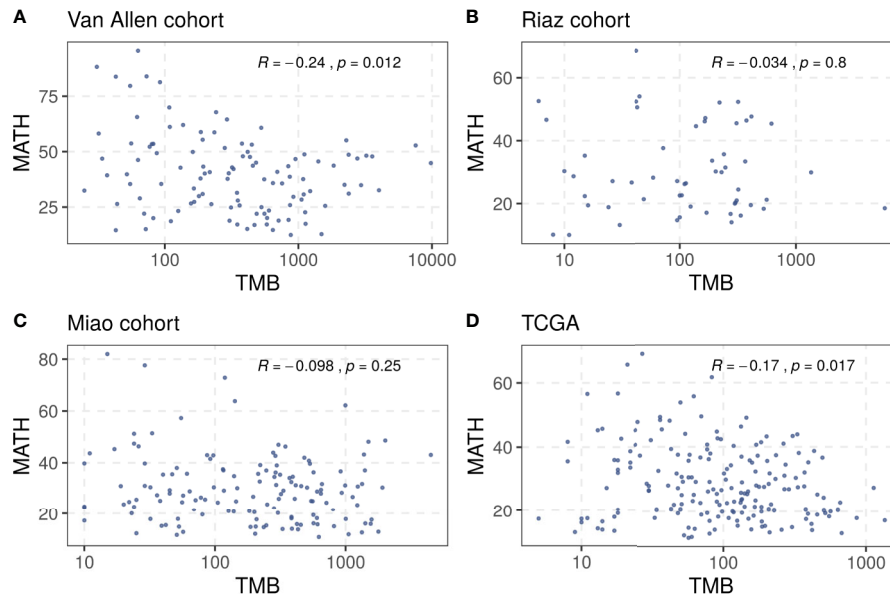 A Van Allen cohort
R = −0.24 , p = 0.012
75
50
25
MATH
100 1000 10000
TMB
B Riaz cohort
R = −0.034 , p = 0.8
60
40
20
MATH
10 100 1000
TMB
C Miao cohort
R = −0.098 , p = 0.25
80
60
40
20
MATH
10 100 1000
TMB
D TCGA
R = −0.17 , p = 0.017
60
40
20
MATH
10 100 1000
TMB